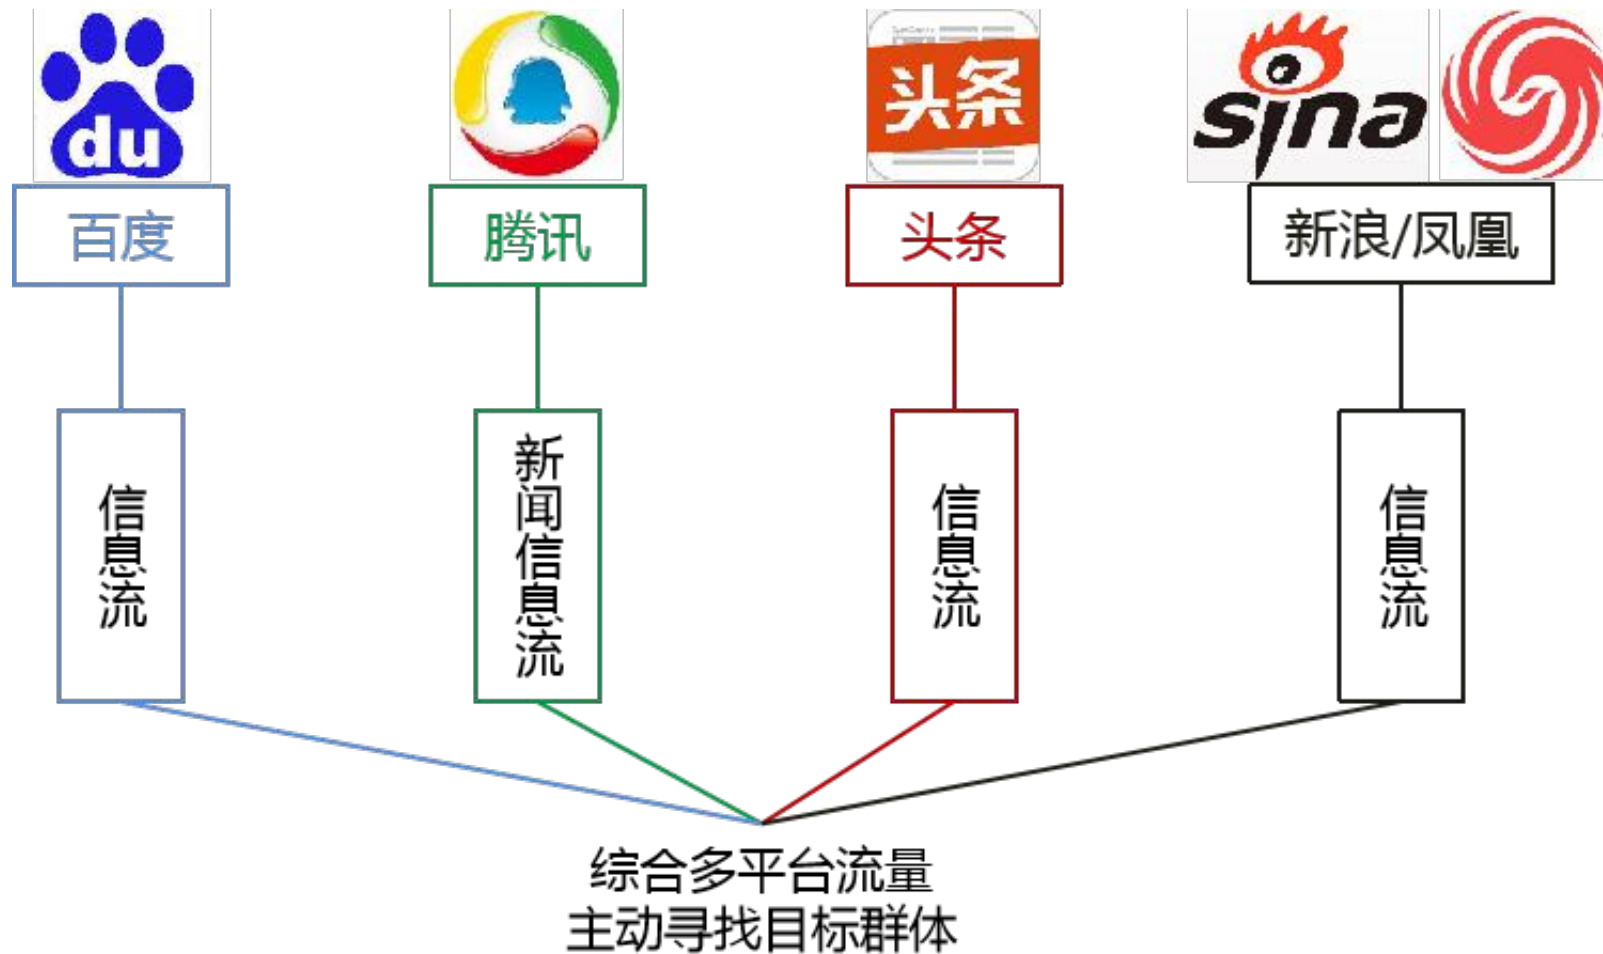 du
头条
sina
百度
腾讯
头条
新浪/凤凰
信息流
新闻信息流
信息流
信息流
综合多平台流量
主动寻找目标群体